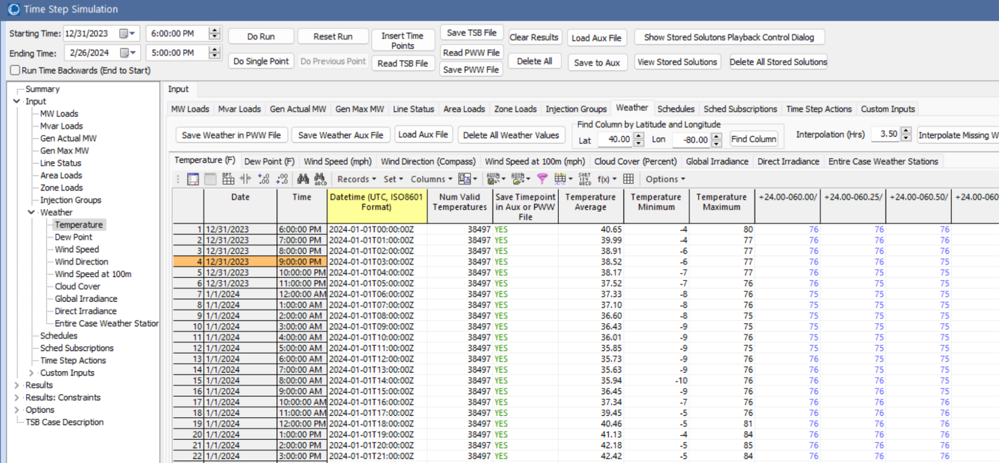 Time Step Simulation
Starting Time: 12/31/2023 6:00:00 PM
Ending Time: 2/26/2024 5:00:00 PM
Run Time Backwards (End to Start)
Do Run
Reset Run
Insert Time
Points
Save TSB File
Clear Results
Load Aux File
Show Stored Solutons Playback Control Dialog
Do Single Point
Do Previous Point
Read TSB File
Read PWW File
Save PWW File
Delete All
Save to Aux
View Stored Solutions
Delete All Stored Solutions
Summary
Input
MW Loads
Mvar Loads
Gen Actual MW
Gen Max MW
Line Status
Area Loads
Zone Loads
Injection Groups
Weather
Temperature
Dew Point
Wind Speed
Wind Direction
Wind Speed at 100m
Cloud Cover
Global Irradiance
Direct Irradiance
Entire Case Weather Station
Schedules
Sched Subscriptions
Time Step Actions
Custom Inputs
Results
Results: Constraints
Options
TSB Case Description
Input
MW Loads Mvar Loads Gen Actual MW Gen Max MW Line Status Area Loads Zone Loads Injection Groups Weather Schedules Sched Subscriptions Time Step Actions Custom Inputs
Save Weather in PWW File Save Weather Aux File Load Aux File Delete All Weather Values
Find Column by Latitude and Longitude
Lat 40.00 Lon -80.00 Find Column
Interpolation (Hrs) 3.50 Interpolate Missing W
Temperature (F) Dew Point (F) Wind Speed (mph) Wind Direction (Compass) Wind Speed at 100m (mph) Cloud Cover (Percent) Global Irradiance Direct Irradiance Entire Case Weather Stations
Records Set Columns f(x) Options
Date
Time
Datetime (UTC, ISO8601
Format)
Num Valid
Temperatures
Save Timepoint
in Aux or PWW
File
Temperature
Average
Temperature
Minimum
Temperature
Maximum
+24.00-060.00/ +24.00-060.25/ +24.00-060.50/ +24.00-060
1 12/31/2023 6:00:00 PM 2024-01-01T00:00:00Z 38497 YES 40.65 -4 80 76 76 76
2 12/31/2023 7:00:00 PM 2024-01-01T01:00:00Z 38497 YES 39.99 -4 77 76 76 76
3 12/31/2023 8:00:00 PM 2024-01-01T02:00:00Z 38497 YES 38.91 -6 77 76 76 76
4 12/31/2023 9:00:00 PM 2024-01-01T03:00:00Z 38497 YES 38.52 -6 77 76 76 76
5 12/31/2023 10:00:00 PM 2024-01-01T04:00:00Z 38497 YES 38.17 -7 77 76 75 75
6 12/31/2023 11:00:00 PM 2024-01-01T05:00:00Z 38497 YES 37.52 -7 76 76 75 75
7 1/1/2024 12:00:00 AM 2024-01-01T06:00:00Z 38497 YES 37.33 -8 76 75 75 75
8 1/1/2024 1:00:00 AM 2024-01-01T07:00:00Z 38497 YES 37.10 -8 76 75 75 75
9 1/1/2024 2:00:00 AM 2024-01-01T08:00:00Z 38497 YES 36.60 -8 75 75 75 75
10 1/1/2024 3:00:00 AM 2024-01-01T09:00:00Z 38497 YES 36.43 -9 75 75 75 75
11 1/1/2024 4:00:00 AM 2024-01-01T10:00:00Z 38497 YES 36.01 -9 76 75 75 75
12 1/1/2024 5:00:00 AM 2024-01-01T11:00:00Z 38497 YES 35.85 -9 75 75 75 75
13 1/1/2024 6:00:00 AM 2024-01-01T12:00:00Z 38497 YES 35.73 -9 76 75 75 75
14 1/1/2024 7:00:00 AM 2024-01-01T13:00:00Z 38497 YES 35.63 -9 76 76 75 75
15 1/1/2024 8:00:00 AM 2024-01-01T14:00:00Z 38497 YES 35.94 -10 76 76 76 75
16 1/1/2024 9:00:00 AM 2024-01-01T15:00:00Z 38497 YES 36.45 -9 76 76 76 75
17 1/1/2024 10:00:00 AM 2024-01-01T16:00:00Z 38497 YES 37.34 -7 76 76 76 76
18 1/1/2024 11:00:00 AM 2024-01-01T17:00:00Z 38497 YES 39.45 -5 76 76 76 76
19 1/1/2024 12:00:00 PM 2024-01-01T18:00:00Z 38497 YES 40.46 -5 81 76 76 76
20 1/1/2024 1:00:00 PM 2024-01-01T19:00:00Z 38497 YES 41.13 -4 84 76 76 76
21 1/1/2024 2:00:00 PM 2024-01-01T20:00:00Z 38497 YES 42.18 -5 85 76 76 76
22 1/1/2024 3:00:00 PM 2024-01-01T21:00:00Z 38497 YES 42.42 -5 84 76 76 76